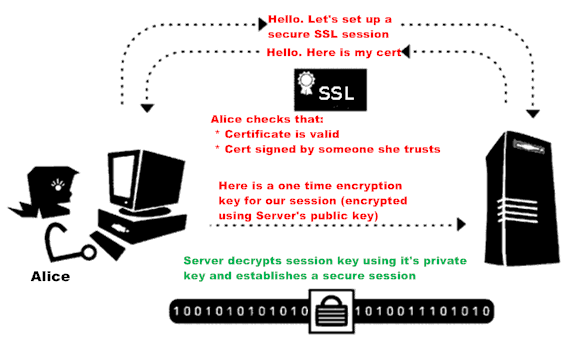 Hello. Let's set up a
secure SSL session
Hello. Here is my cert
SSL
Alice checks that:
* Certificate is valid
* Cert signed by someone she trusts
Here is a one time encryption
key for our session (encrypted
using Server's public key)
Alice
Server decrypts session key using it's private
key and establishes a secure session
1001010101010 1010011101010